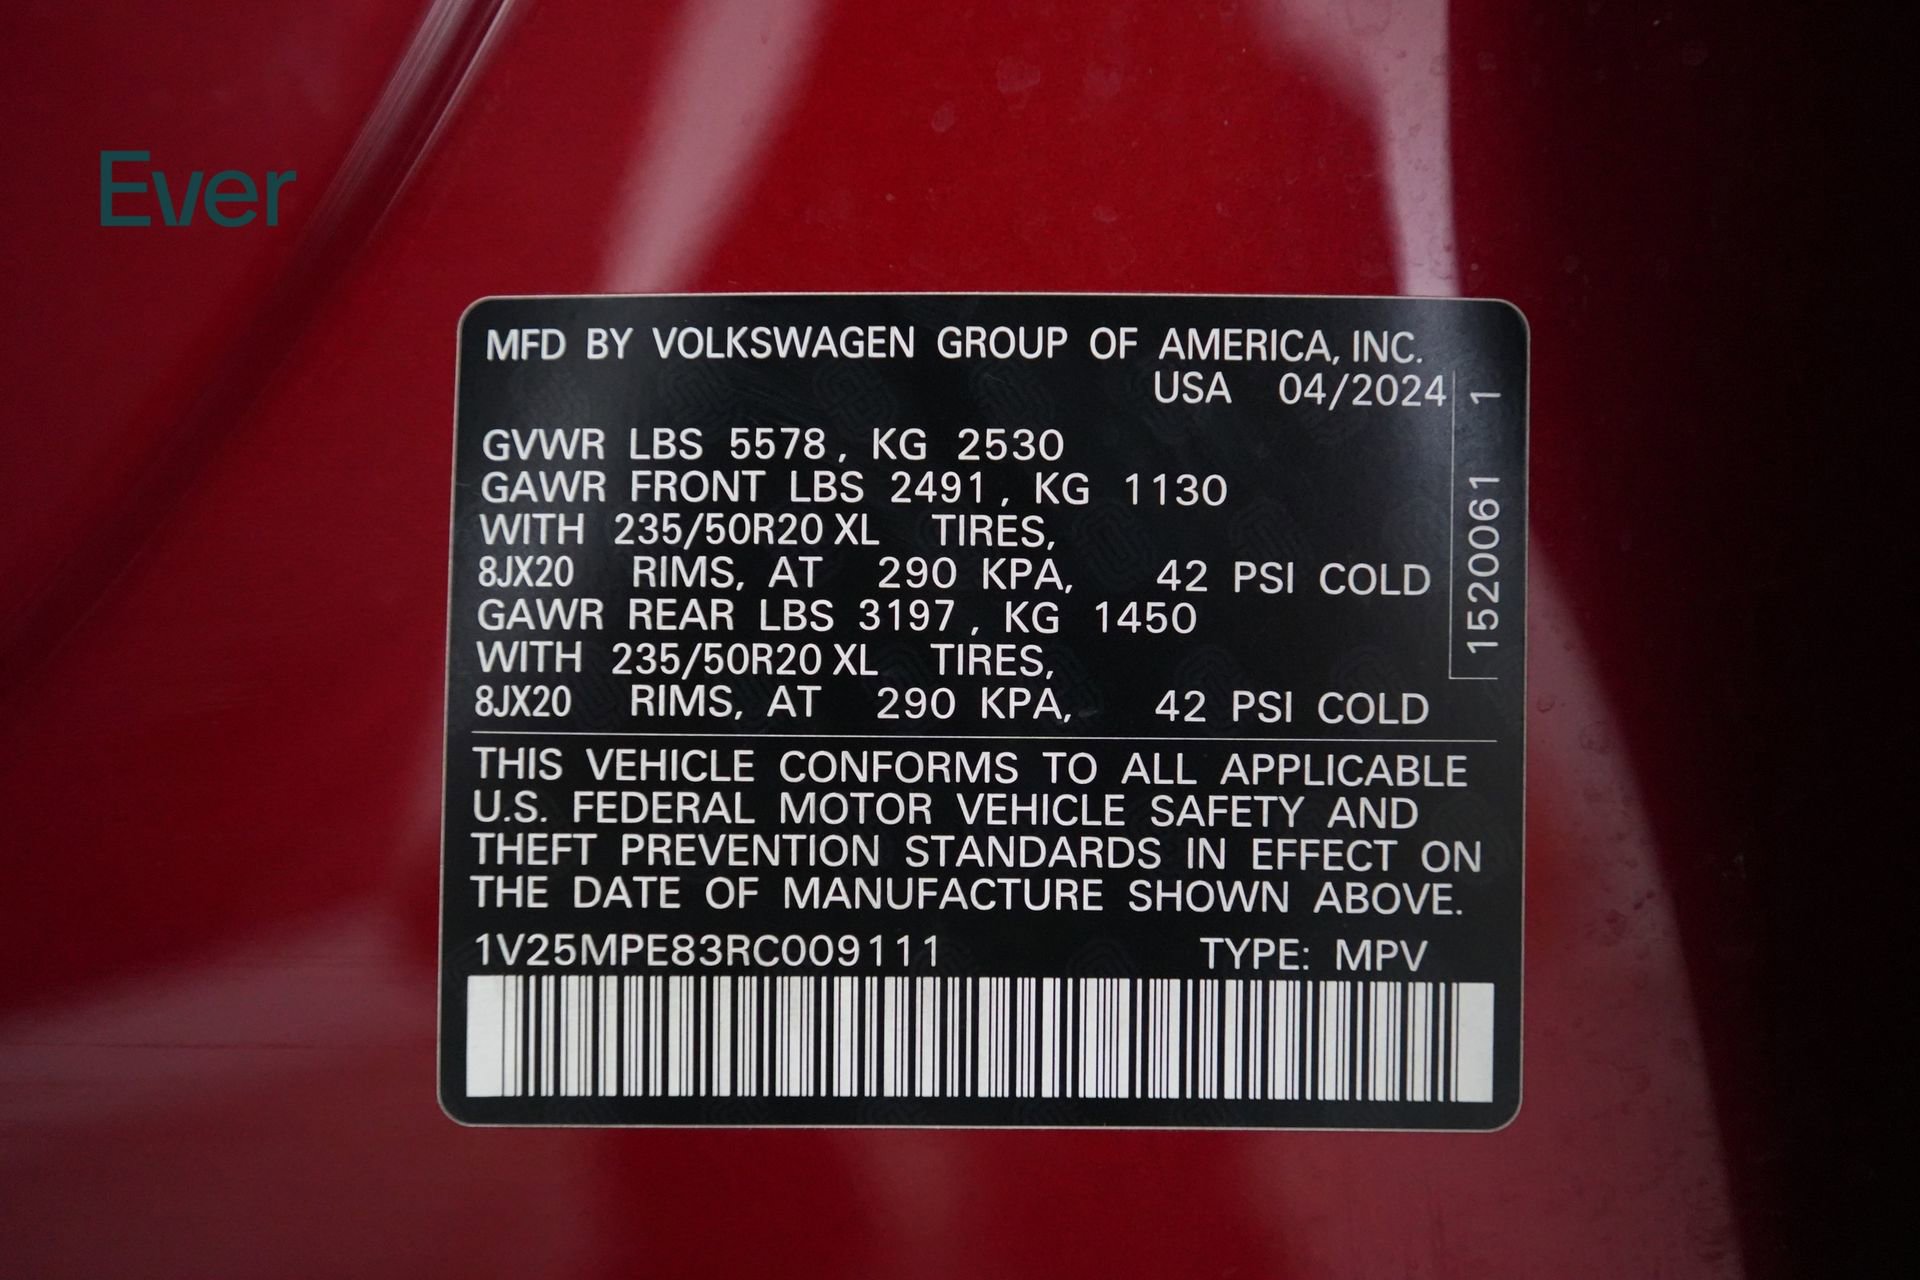 Ever
MFD BY VOLKSWAGEN GROUP OF AMERICA, INC.
USA 04/2024
GVWR LBS 5578, KG 2530
GAWR FRONT LBS 2491, KG 1130
WITH 235/50R20 XL TIRES,
8JX20 RIMS, AT 290 KPA, 42 PSI COLD
GAWR REAR LBS 3197, KG 1450
WITH 235/50R20 XL TIRES,
8JX20 RIMS, AT 290 KPA, 42 PSI COLD
1520061 1
THIS VEHICLE CONFORMS TO ALL APPLICABLE
U.S. FEDERAL MOTOR VEHICLE SAFETY AND
THEFT PREVENTION STANDARDS IN EFFECT ON
THE DATE OF MANUFACTURE SHOWN ABOVE.
1V25MPE83RC009111 TYPE: MPV